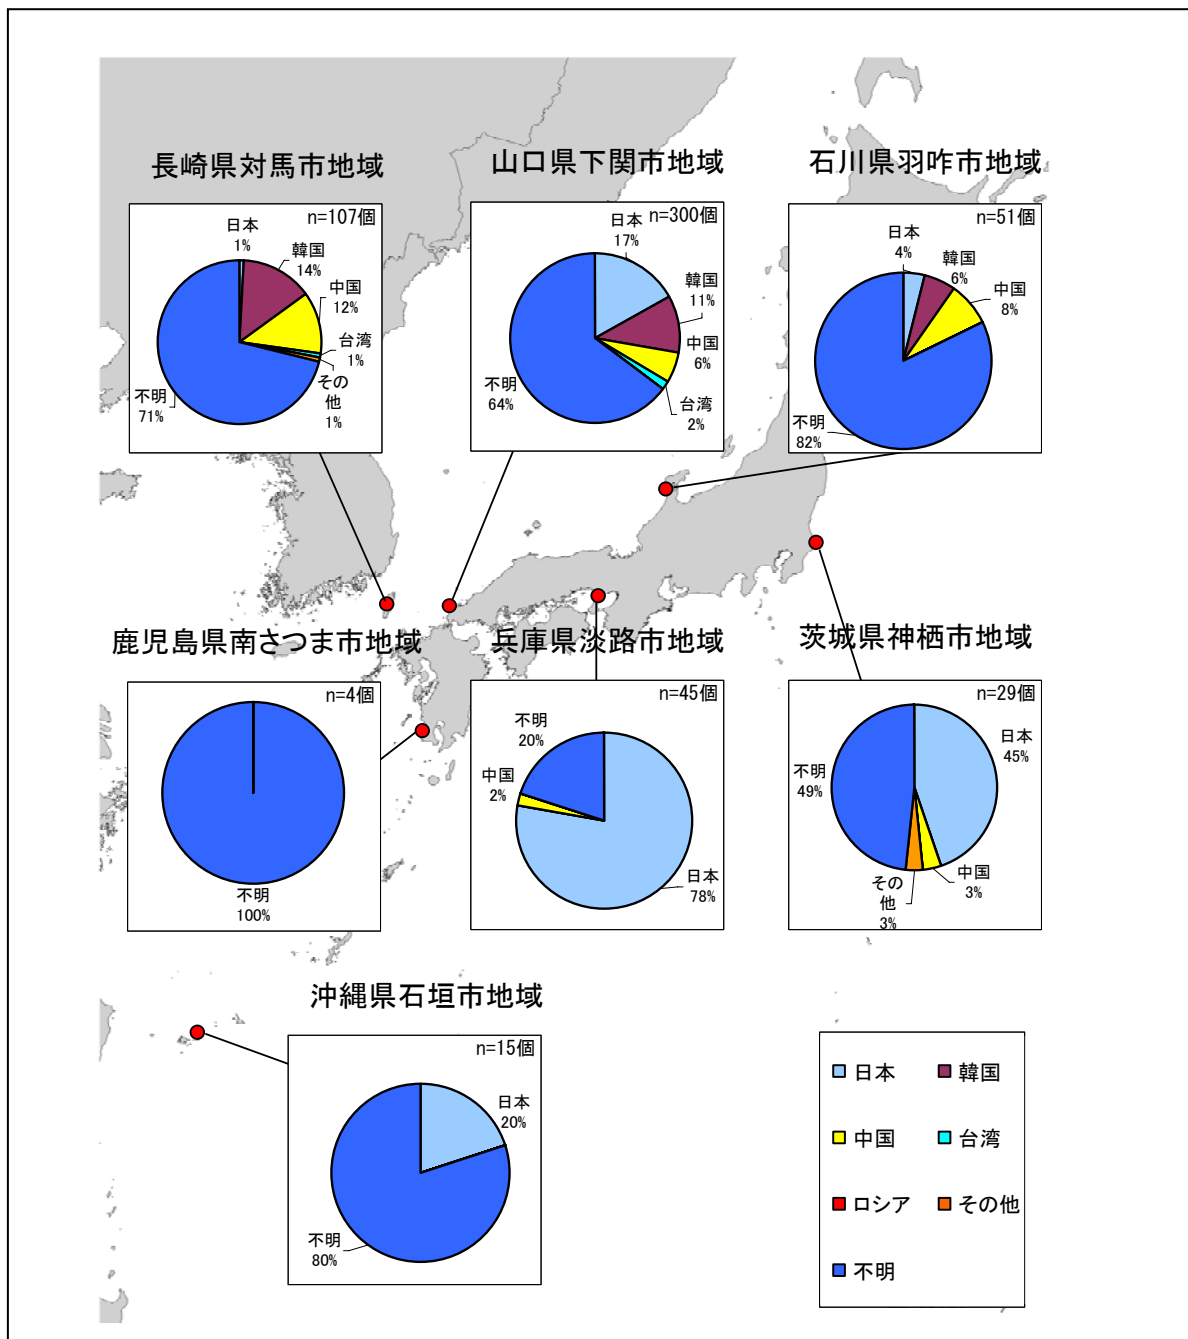 長崎県対馬市地域
n=107個
日本
1%
韓国
14%
中国
12%
台湾
1%
その
他
1%
不明
71%
山口県下関市地域
n=300個
日本
17%
韓国
11%
中国
6%
台湾
2%
不明
64%
石川県羽咋市地域
n=51個
日本
4%
韓国
6%
中国
8%
不明
82%
鹿児島県南さつま市地域
n=4個
不明
100%
兵庫県淡路市地域
n=45個
不明
20%
中国
2%
日本
78%
茨城県神栖市地域
n=29個
日本
45%
中国
3%
その
他
3%
不明
49%
沖縄県石垣市地域
n=15個
日本
20%
不明
80%
日本 韓国
中国 台湾
ロシア その他
不明